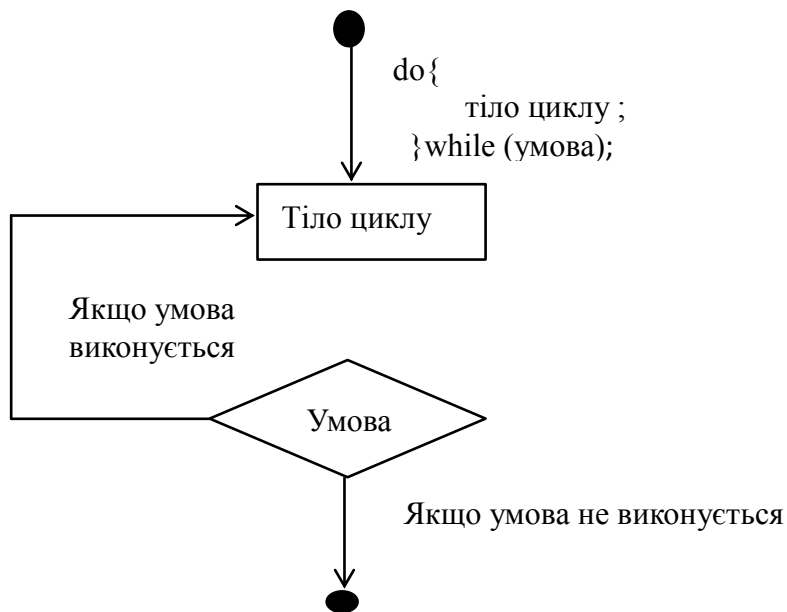 do{
тіло циклу ;
}while (умова);
Тіло циклу
Якщо умова
виконується
Умова
Якщо умова не виконується